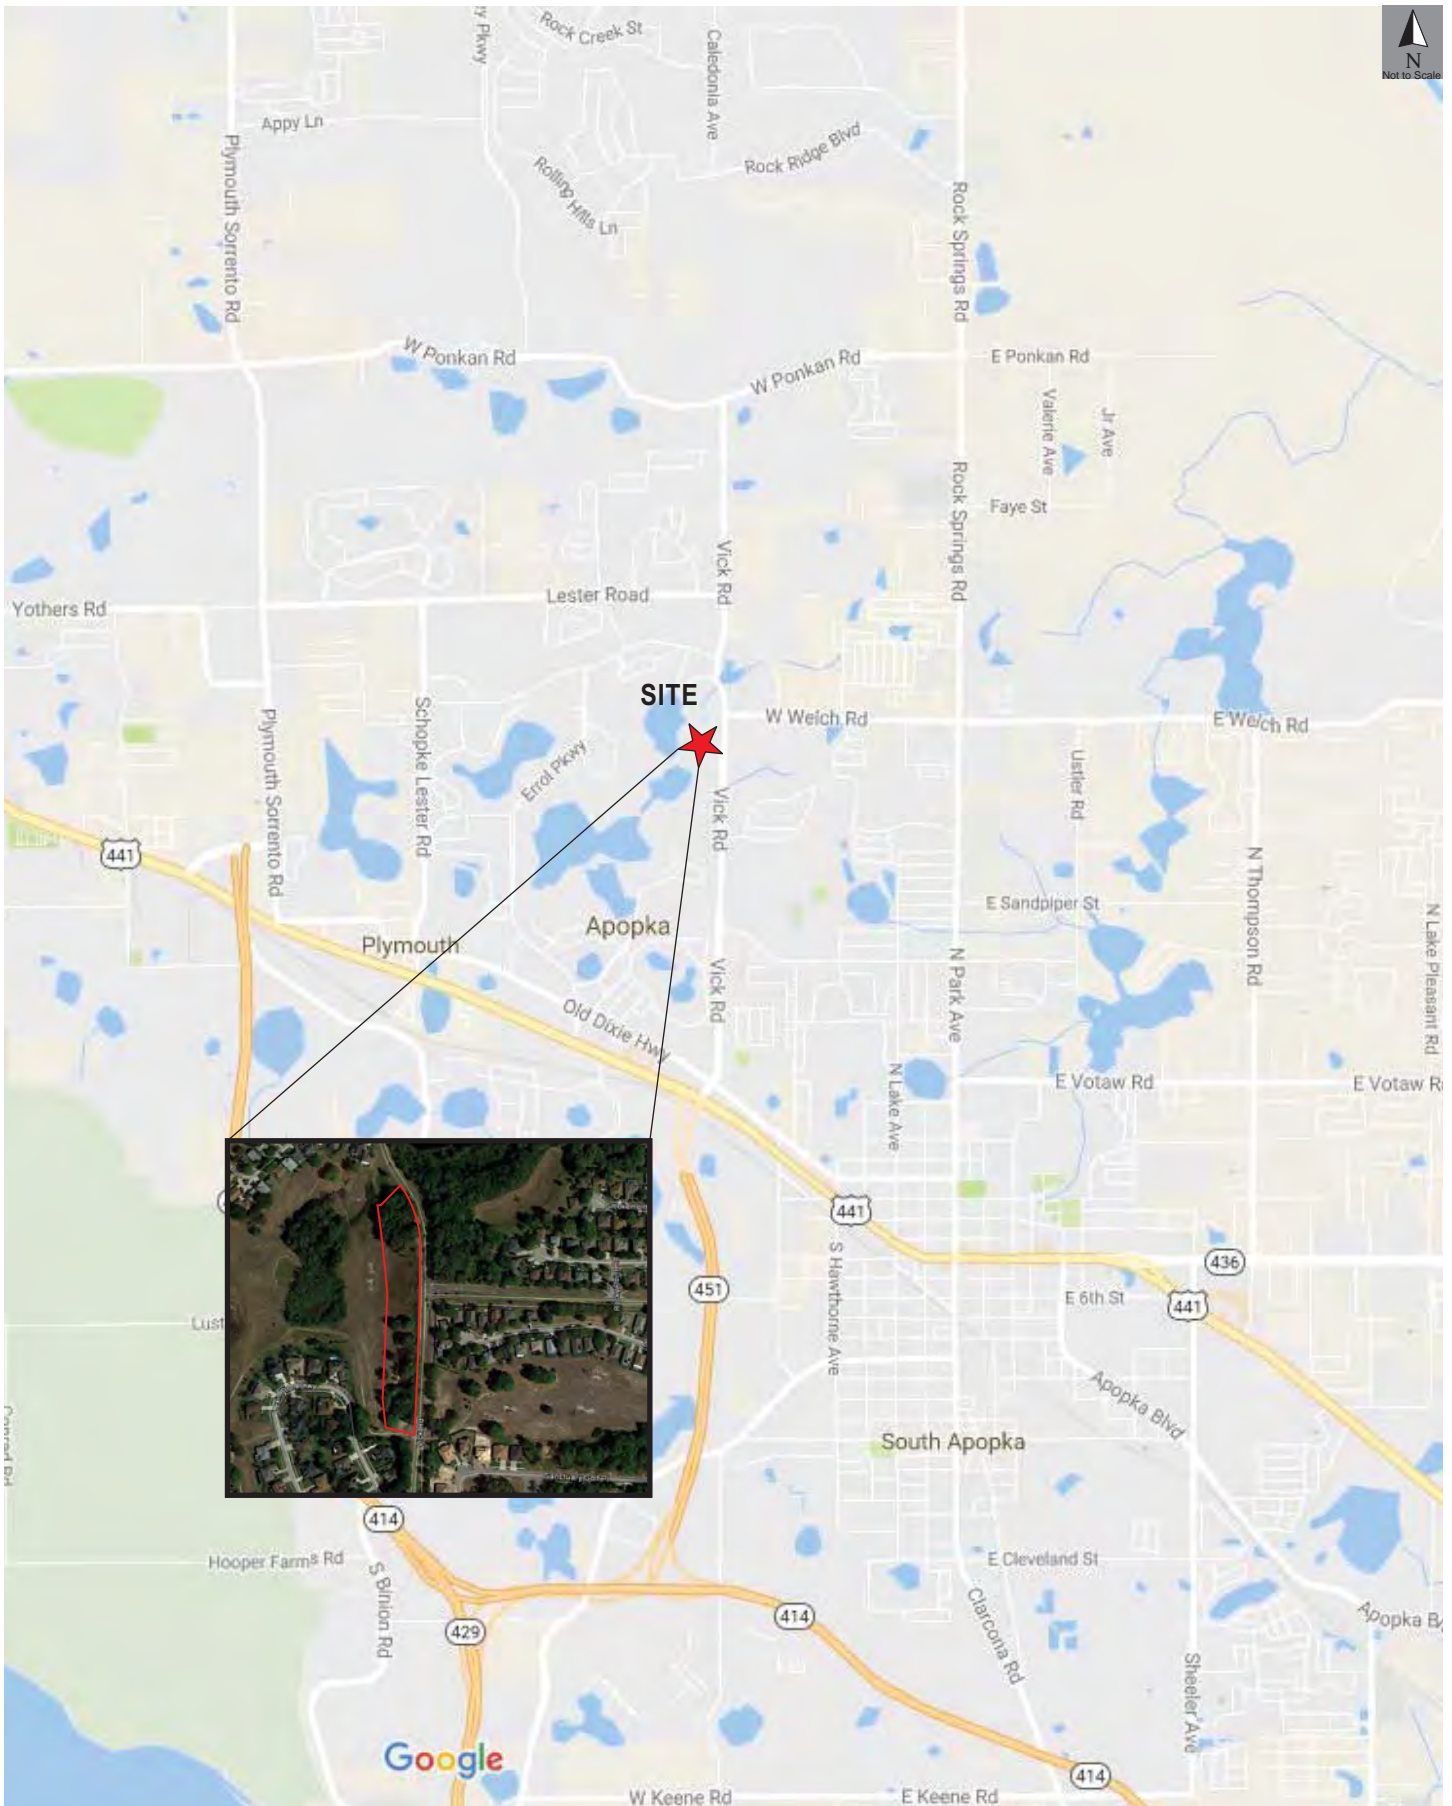 Rock Creek St
Caledonia Ave
N
Not to Scale
Appy Ln
Rock Ridge Blvd
Rolling Hills Ln
Plymouth Sorrento Rd
Rock Springs Rd
W Ponkan Rd
W Ponkan Rd
E Ponkan Rd
Valerie Ave
Jr Ave
Faye St
Rock Springs Rd
Vick Rd
Lester Road
Yothers Rd
SITE
W Welch Rd
E Welch Rd
Plymouth Sorrento Rd
Schopke Lester Rd
Errol Pkwy
Ustler Rd
Vick Rd
441
N Thompson Rd
E Sandpiper St
N Lake Pleasant Rd
Apopka
Plymouth
Vick Rd
N Park Ave
Old Dixie Hwy
N Lake Ave
E Votaw Rd
E Votaw R
441
436
S Hawthorne Ave
451
E 6th St
441
Lust
Apopka Blvd
South Apopka
Conrad Rd
414
Hooper Farms Rd
S Binion Rd
E Cleveland St
Clarcona Rd
414
429
Apopka B
Sheeler Ave
Google
414
W Keene Rd
E Keene Rd